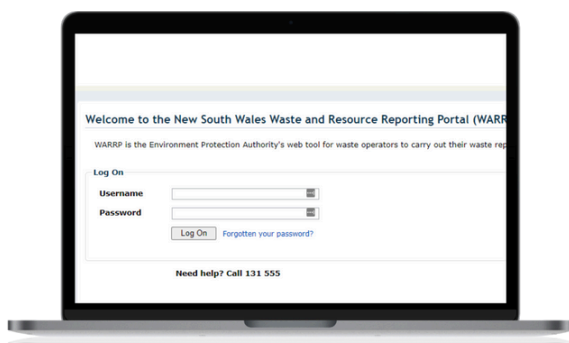 Welcome to the New South Wales Waste and Resource Reporting Portal (WARR
WARRP is the Environment Protection Authority's web tool for waste operators to carry out their waste rep
Log On
Username
Password
Log On Forgotten your password?
Need help? Call 131 555